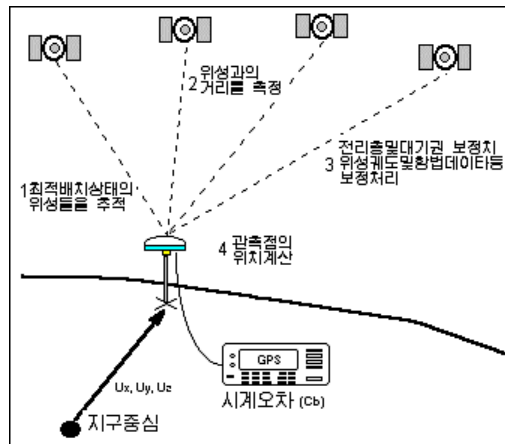 2 위성과의
거리를 측정
전리층및대기권 보정치
3 위성궤도및항법데이타등
보정처리
1최적배치상태의
위성들을 추적
4 관측점의
위치계산
GPS
시계오차 (Cb)
Ux, Uy, Uz
지구중심